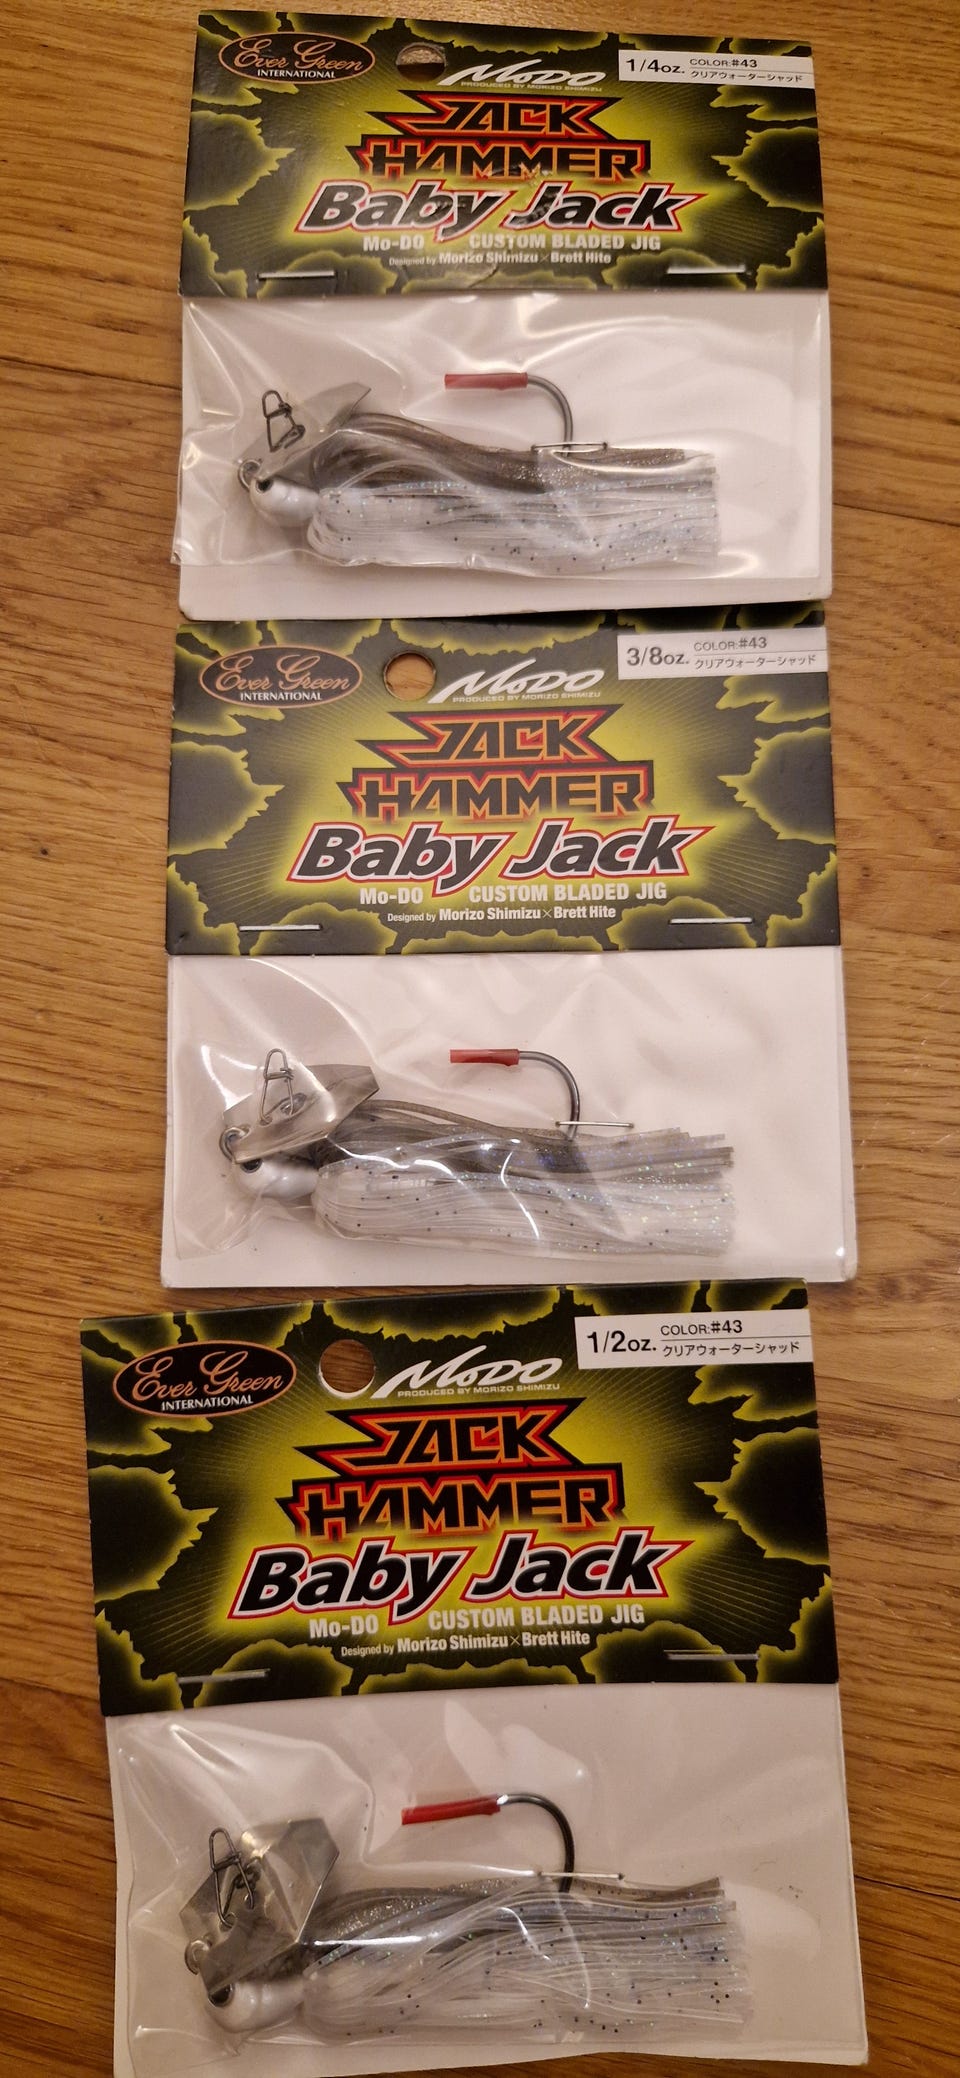 Ever Green
INTERNATIONAL
MoDO
PRODUCED BY MORIZO SHIMIZU
1/4oz.
COLOR:#43
クリアウォーターシャッド
JACK
HAMMER
Baby Jack
Mo-DO CUSTOM BLADED JIG
Designed by Morizo Shimizu×Brett Hite
Ever Green
INTERNATIONAL
MoDO
PRODUCED BY MORIZO SHIMIZU
3/8oz.
COLOR:#43
クリアウォーターシャッド
JACK
HAMMER
Baby Jack
Mo-DO CUSTOM BLADED JIG
Designed by Morizo Shimizu×Brett Hite
Ever Green
INTERNATIONAL
MoDO
PRODUCED BY MORIZO SHIMIZU
1/2oz.
COLOR:#43
クリアウォーターシャッド
JACK
HAMMER
Baby Jack
Mo-DO CUSTOM BLADED JIG
Designed by Morizo Shimizu×Brett Hite